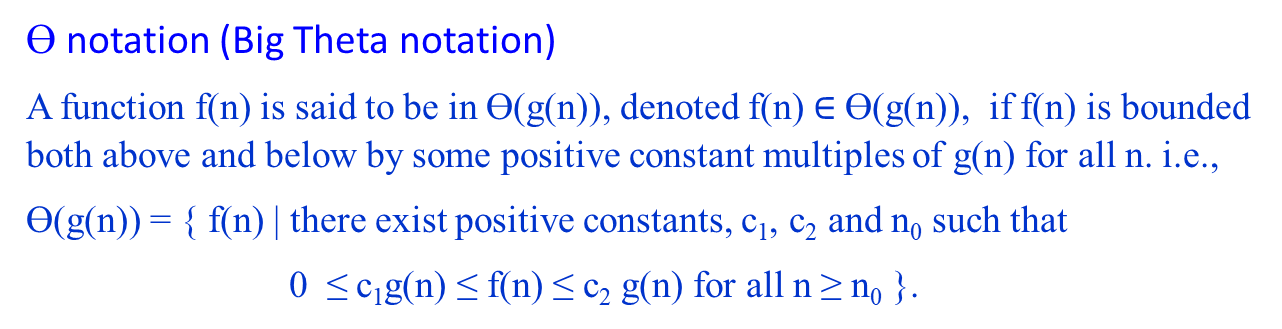 Ɵ notation (Big Theta notation)
A function f(n) is said to be in Ɵ(g(n)), denoted f(n) ∈ Ɵ(g(n)), if f(n) is bounded
both above and below by some positive constant multiples of g(n) for all n. i.e.,
Ɵ(g(n)) = { f(n) | there exist positive constants, c₁, c₂ and n₀ such that
0 ≤ c₁g(n) ≤ f(n) ≤ c₂ g(n) for all n ≥ n₀ }.